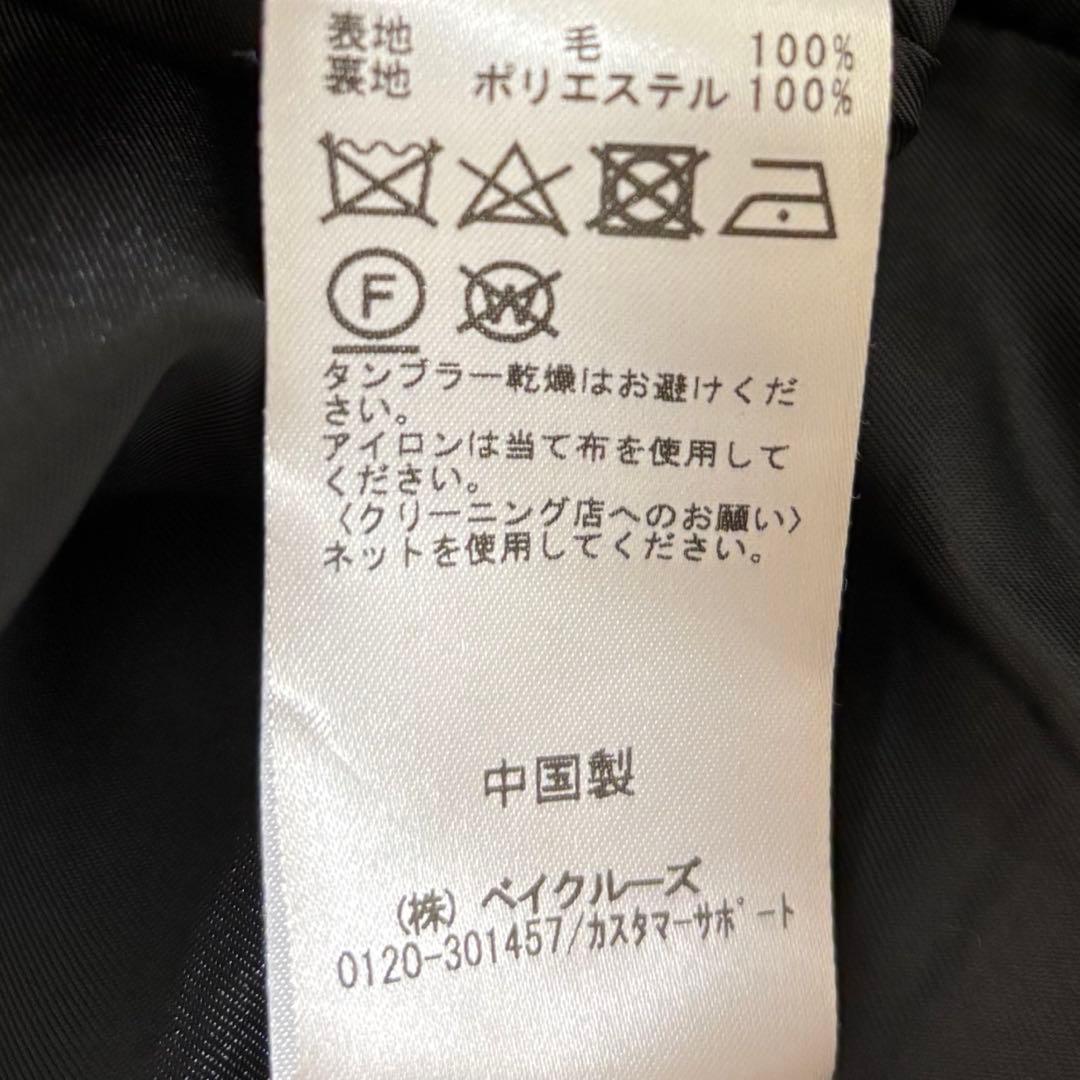 表地 毛 100%
裏地 ポリエステル 100%
F W
タンブラー乾燥はお避けくだ
さい。
アイロンは当て布を使用して
ください。
〈クリーニング店へのお願い〉
ネットを使用してください。
中国製
(株) ベイクルーズ
0120-301457/カスタマーサポート